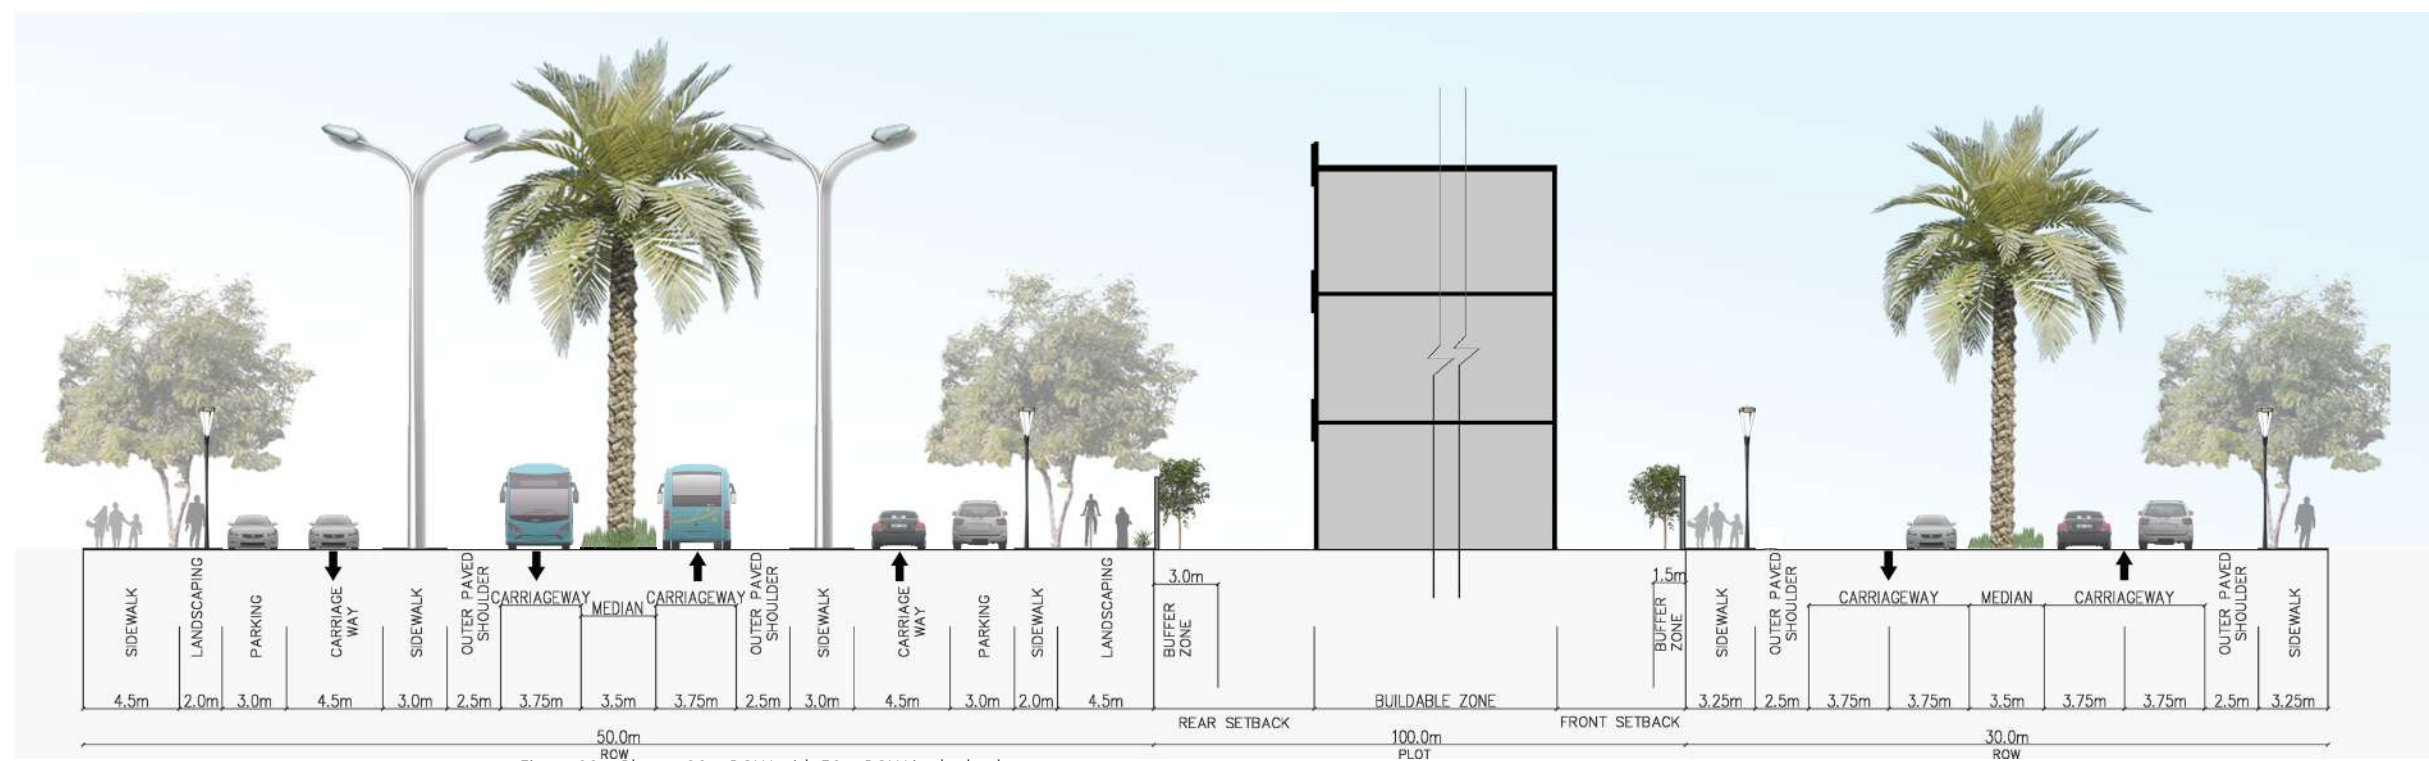 SIDEWALK
LANDSCAPING
PARKING
CARRIAGE
WAY
SIDEWALK
OUTER PAVED
SHOULDER
CARRIAGEWAY
MEDIAN
CARRIAGEWAY
OUTER PAVED
SHOULDER
SIDEWALK
CARRIAGE
WAY
PARKING
SIDEWALK
LANDSCAPING
3.0m
BUFFER
ZONE
1.5m
BUFFER
ZONE
SIDEWALK
OUTER PAVED
SHOULDER
CARRIAGEWAY
MEDIAN
CARRIAGEWAY
OUTER PAVED
SHOULDER
SIDEWALK
4.5m 2.0m 3.0m 4.5m 3.0m 2.5m 3.75m 3.5m 3.75m 2.5m 3.0m 4.5m 3.0m 2.0m 4.5m BUILDABLE ZONE 3.25m 2.5m 3.75m 3.75m 3.5m 3.75m 3.75m 2.5m 3.25m
REAR SETBACK FRONT SETBACK
50.0m 100.0m 30.0m
ROW PLOT ROW